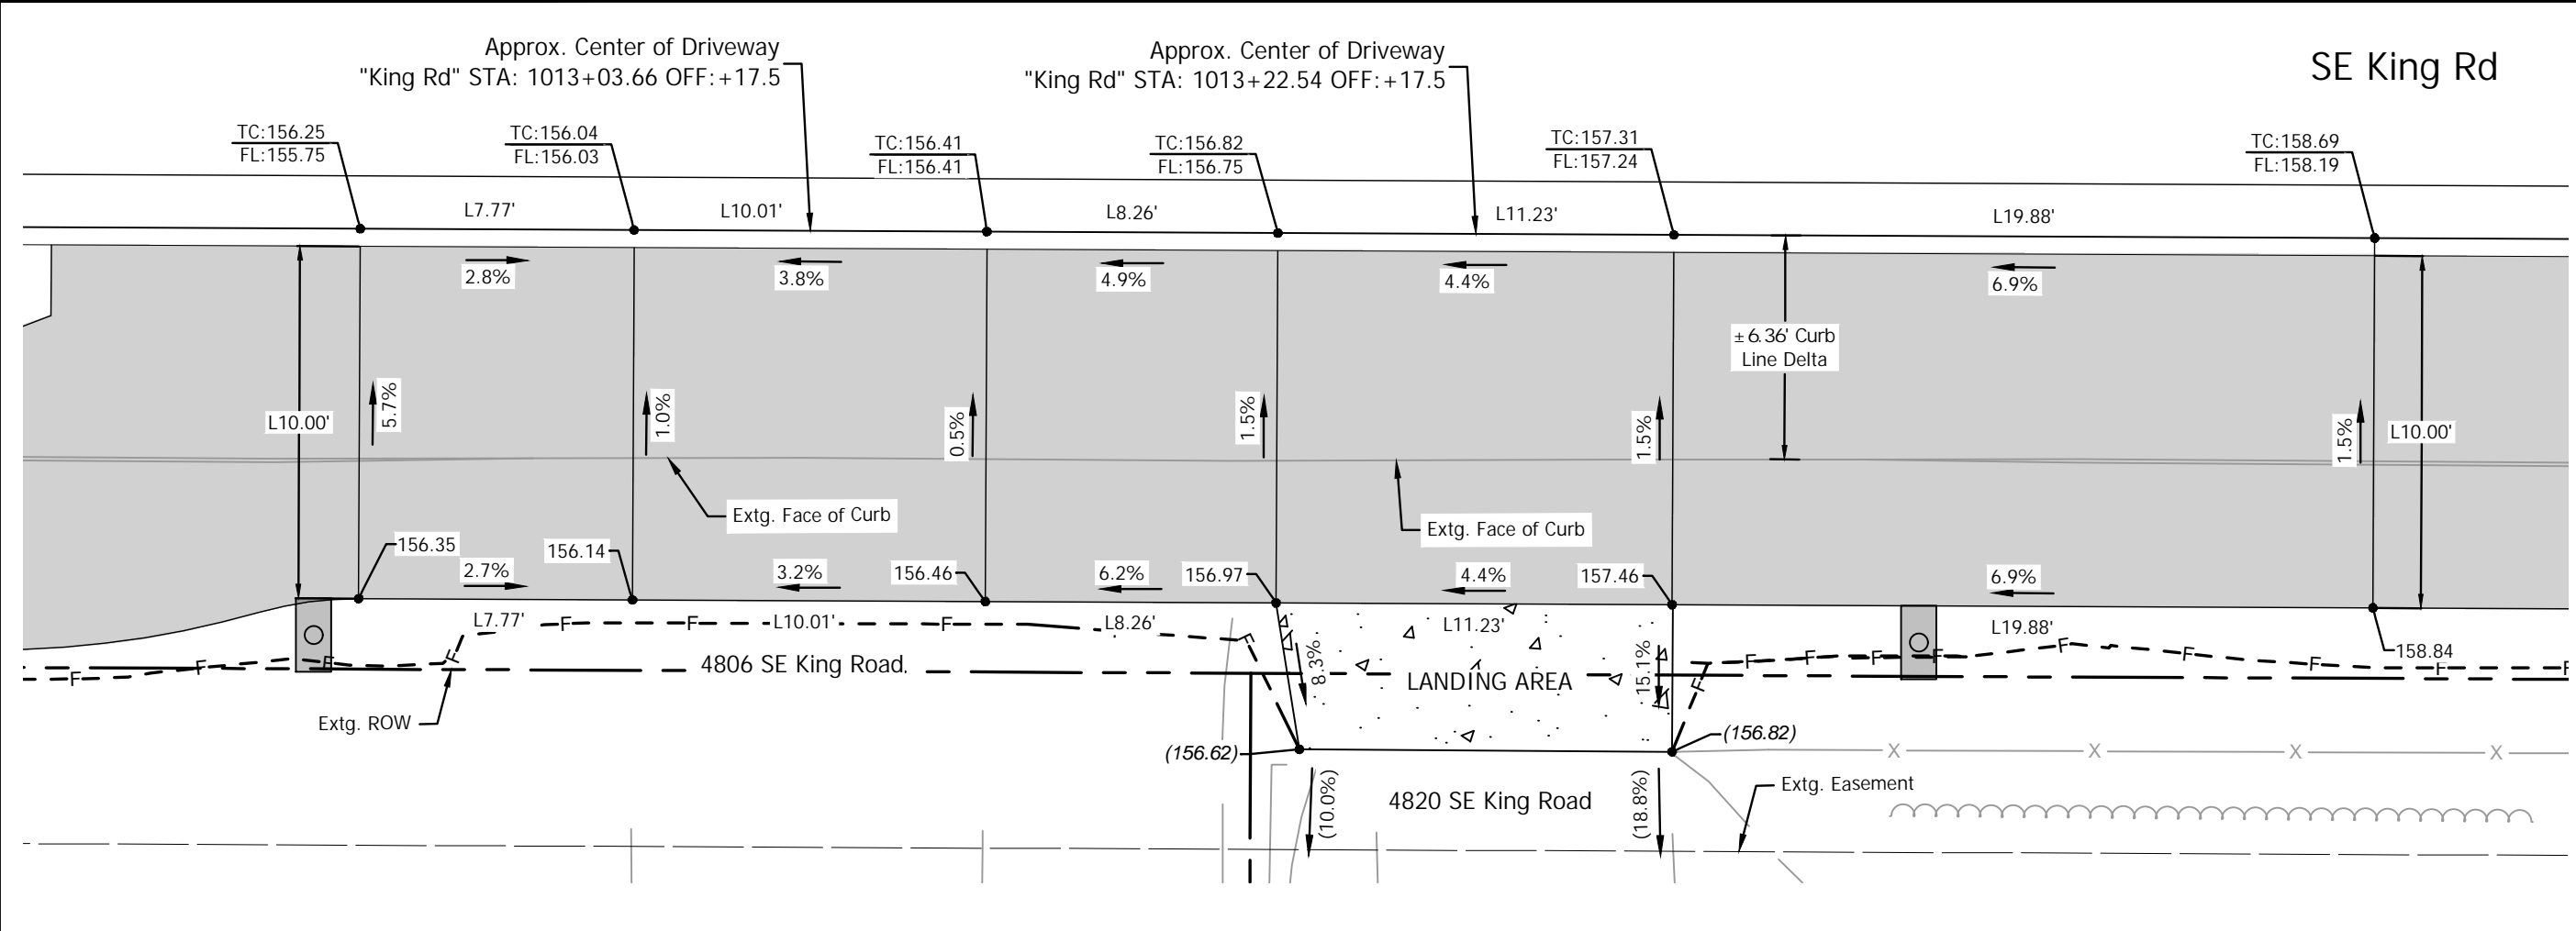 Approx. Center of Driveway
"King Rd" STA: 1013+03.66 OFF:+17.5
Approx. Center of Driveway
"King Rd" STA: 1013+22.54 OFF:+17.5
SE King Rd
TC:156.25
FL:155.75
TC:156.04
FL:156.03
TC:156.41
FL:156.41
TC:156.82
FL:156.75
TC:157.31
FL:157.24
TC:158.69
FL:158.19
L7.77'
L10.01'
L8.26'
L11.23'
L19.88'
2.8%
3.8%
4.9%
4.4%
6.9%
±6.36' Curb
Line Delta
L10.00'
5.7%
1.0%
0.5%
1.5%
1.5%
1.5%
L10.00'
Extg. Face of Curb
Extg. Face of Curb
156.35
156.14
156.46
156.97
157.46
2.7%
3.2%
6.2%
4.4%
6.9%
L7.77'
F
L10.01'
F
F
F
L8.26'
L11.23'
L19.88'
158.84
F
F
F
F
F
4806 SE King Road.
8.3%
LANDING AREA
15.1%
F
F
F
F
F
F
F
F
F
F
Extg. ROW
(156.62)
(156.82)
X
X
X
X
(10.0%)
4820 SE King Road
(18.8%)
Extg. Easement